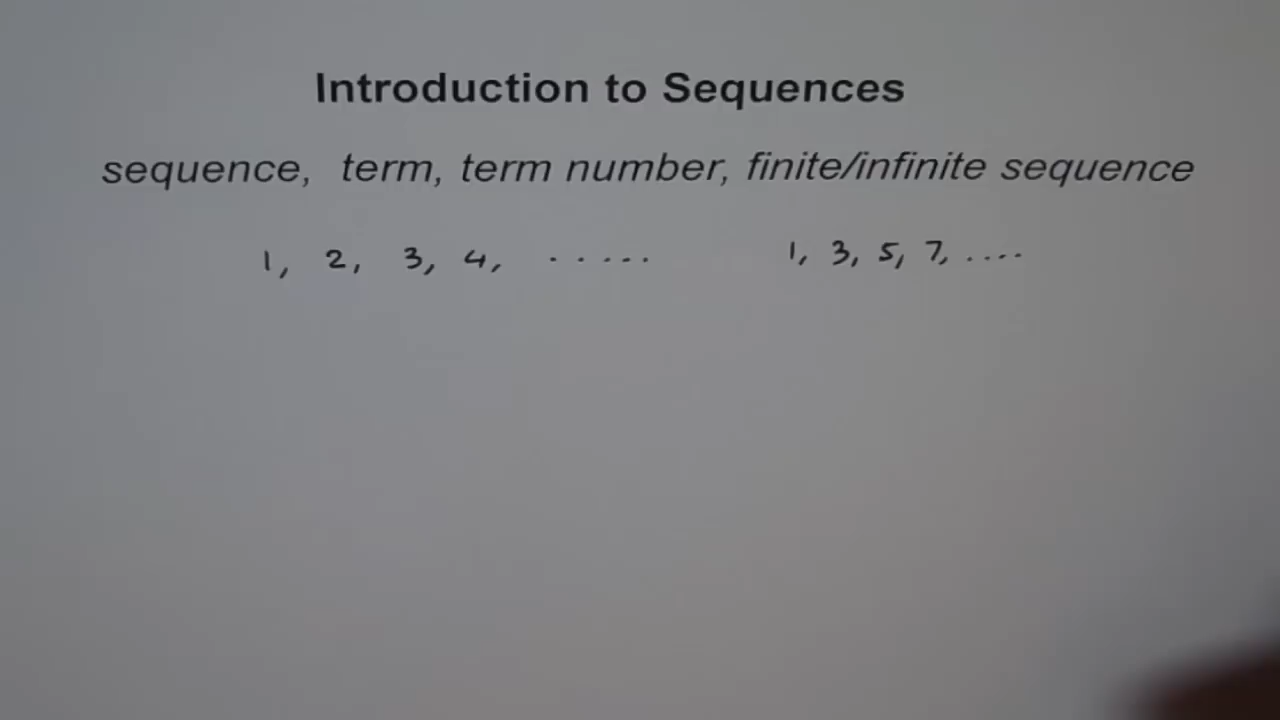 Introduction to Sequences
sequence, term, term number, finite/infinite sequence
1, 2, 3, 4, ..... 1, 3, 5, 7, ....